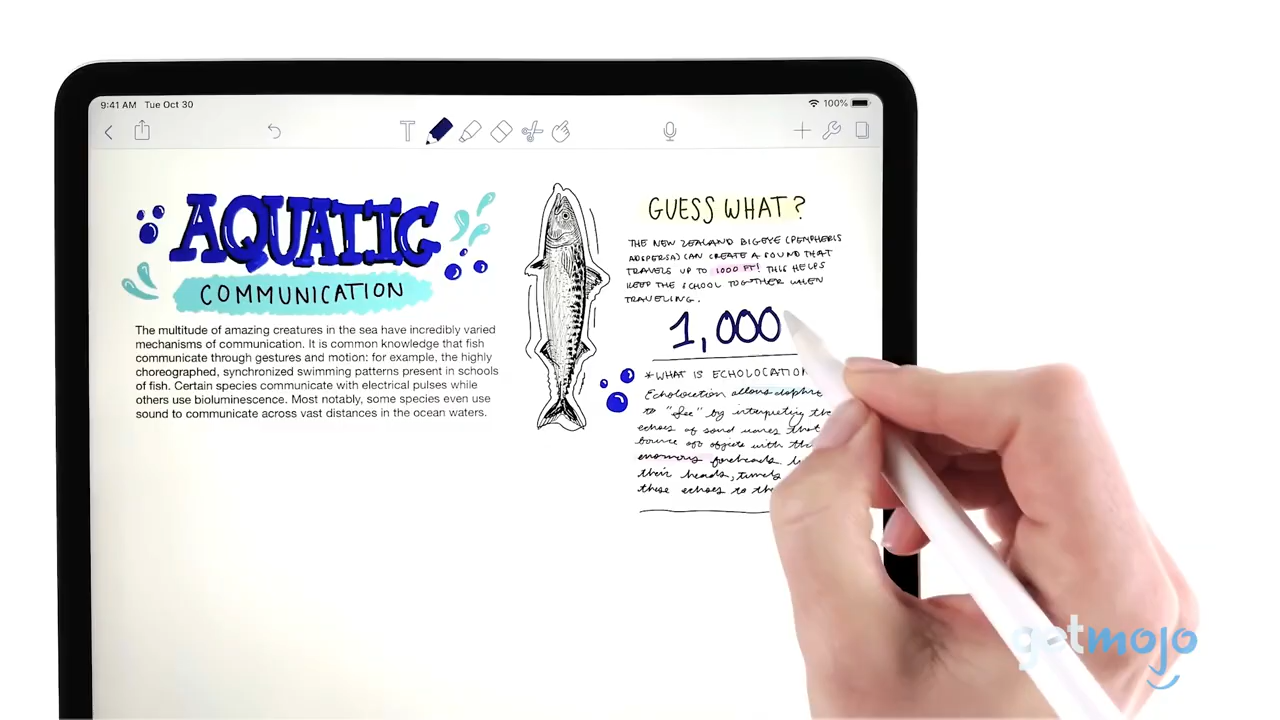 9:41 AM Tue Oct 30
100%
T
AQUATIC
COMMUNICATION
The multitude of amazing creatures in the sea have incredibly varied
mechanisms of communication. It is common knowledge that fish
communicate through gestures and motion: for example, the highly
choreographed, synchronized swimming patterns present in schools
of fish. Certain species communicate with electrical pulses while
others use bioluminescence. Most notably, some species even use
sound to communicate across vast distances in the ocean waters.
GUESS WHAT?
THE NEW ZEALAND BIGEYE (PEMPHERIS
ADSPERSA) CAN CREATE A SOUND THAT
TRAVELS UP TO 1000 FT! THIS HELPS
KEEP THE SCHOOL TOGETHER WHEN
TRAVELING.
1,000
*WHAT IS ECHOLOCATION
Echolocation allows dolphins
to "See" by interpreting the
echoes of sound waves that
bounce off objects with their
enormous foreheads.
their heads,
these echoes to the
getmojo